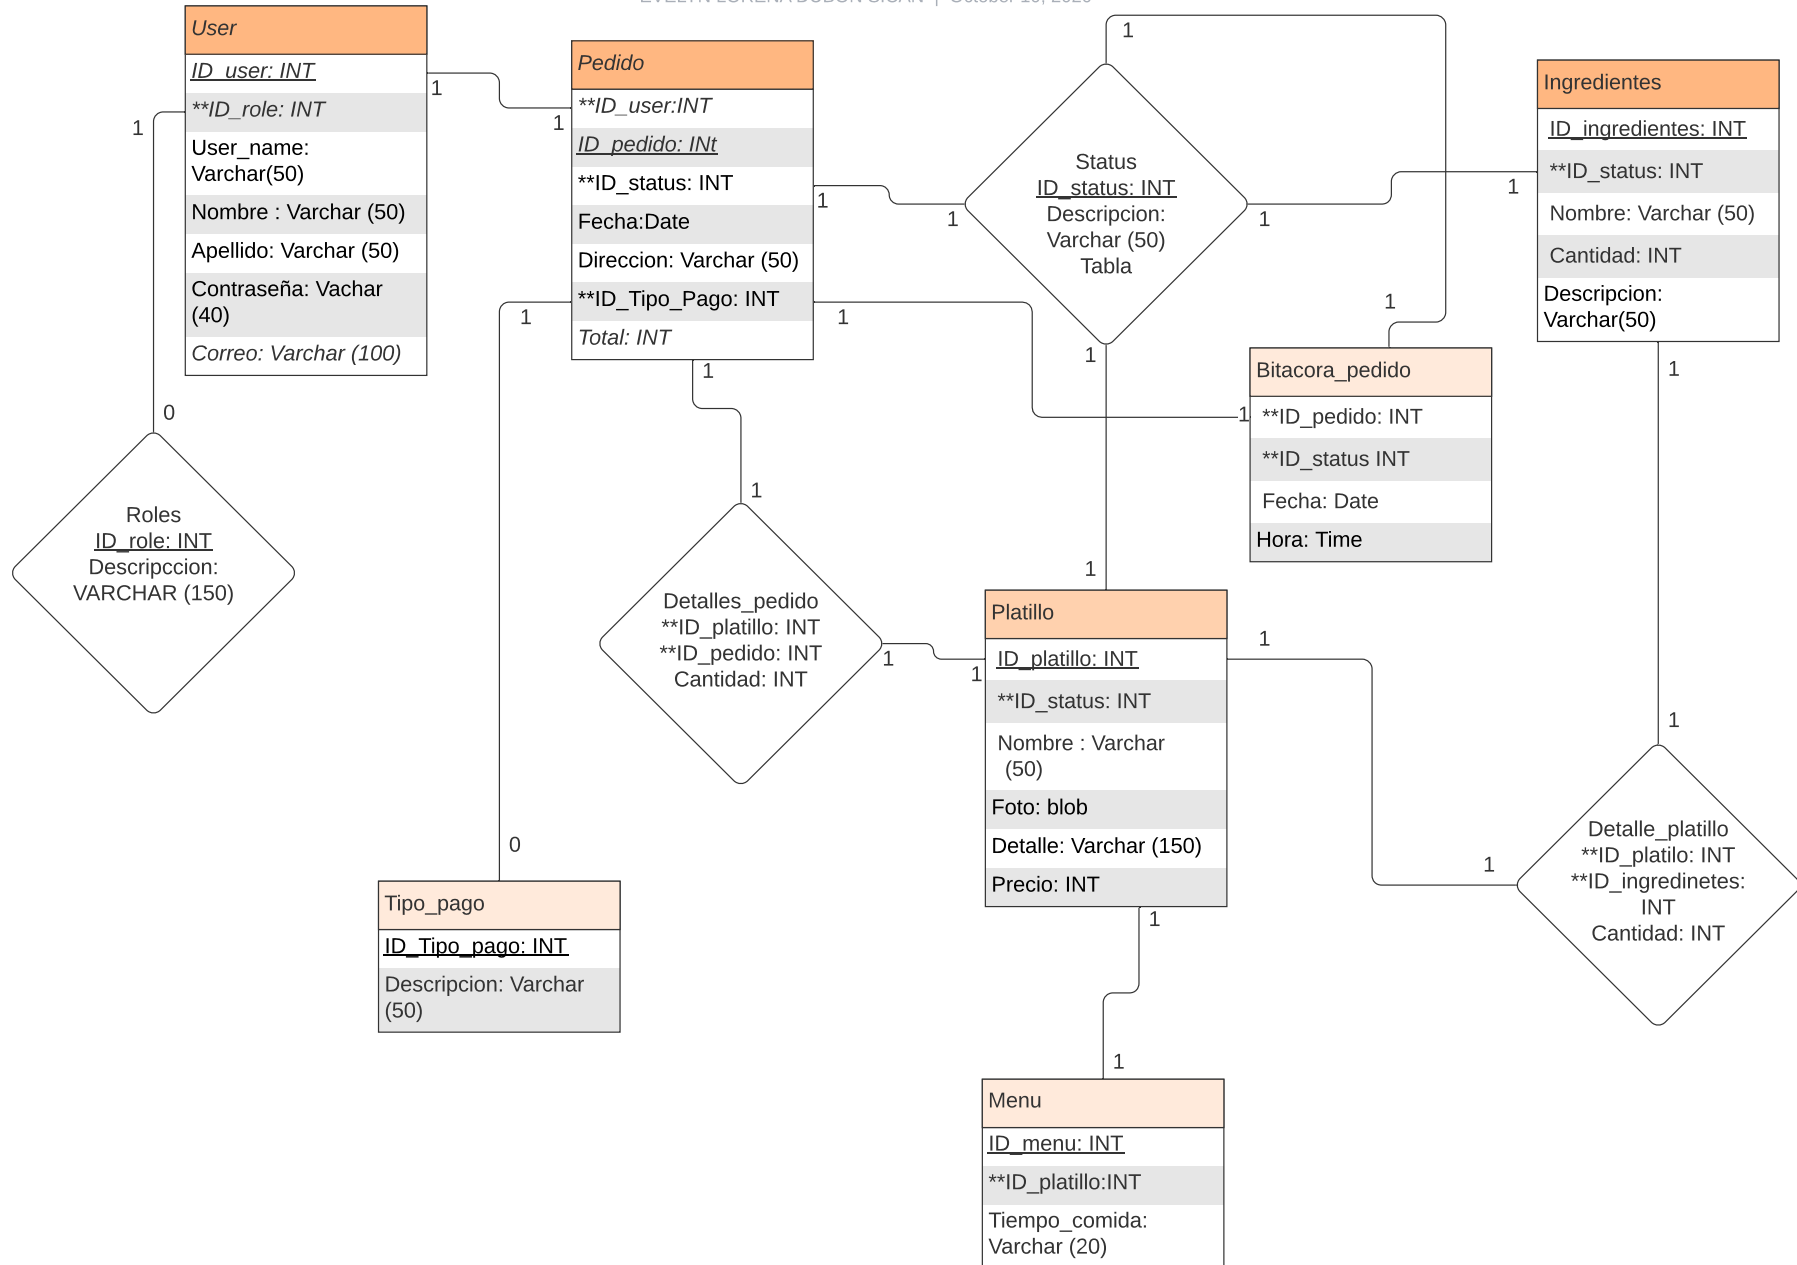 User
ID_user: INT
**ID_role: INT
User_name:
Varchar(50)
Nombre : Varchar (50)
Apellido: Varchar (50)
Contraseña: Vachar
(40)
Correo: Varchar (100)
1
1
0
Roles
ID_role: INT
Descripccion:
VARCHAR (150)
Pedido
**ID_user:INT
ID_pedido: INt
**ID_status: INT
Fecha:Date
Direccion: Varchar (50)
**ID_Tipo_Pago: INT
Total: INT
1
1
1
1
1
Status
ID_status: INT
Descripcion:
Varchar (50)
Tabla
1
1
1
1
Ingredientes
ID_ingredientes: INT
**ID_status: INT
Nombre: Varchar (50)
Cantidad: INT
Descripcion:
Varchar(50)
1
1
Bitacora_pedido
**ID_pedido: INT
**ID_status INT
Fecha: Date
Hora: Time
1
1
Detalles_pedido
**ID_platillo: INT
**ID_pedido: INT
Cantidad: INT
1
1
Platillo
ID_platillo: INT
**ID_status: INT
Nombre : Varchar
(50)
Foto: blob
Detalle: Varchar (150)
Precio: INT
1
1
1
1
Detalle_platillo
**ID_platilo: INT
**ID_ingredinetes:
INT
Cantidad: INT
1
1
Tipo_pago
ID_Tipo_pago: INT
Descripcion: Varchar
(50)
0
Menu
ID_menu: INT
**ID_platillo:INT
Tiempo_comida:
Varchar (20)
1